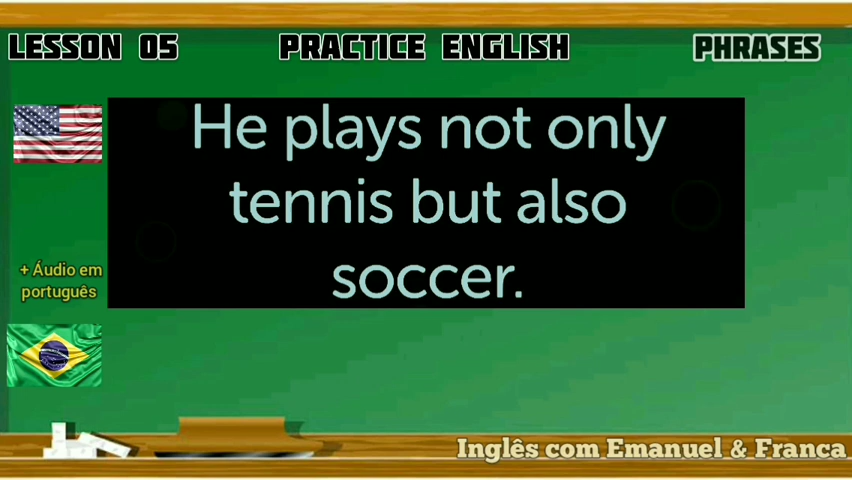 LESSON 05
PRACTICE ENGLISH
PHRASES
He plays not only
tennis but also
soccer.
+ Áudio em
português
Inglês com Emanuel & Franca